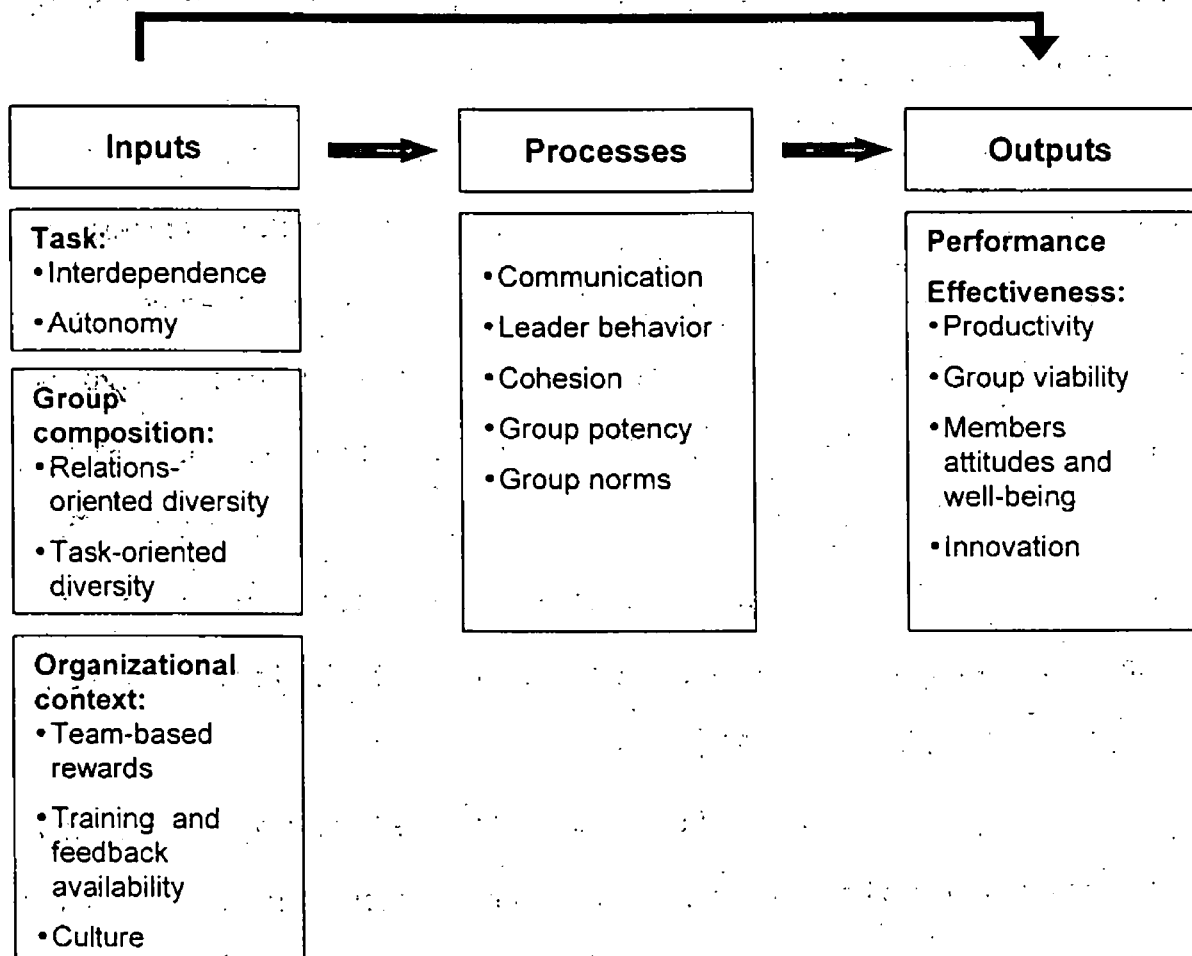 Inputs
Processes
Outputs
Task:
•Interdependence
•Autonomy
Group
composition:
•Relations-
oriented diversity
•Task-oriented
diversity
Organizational
context:
•Team-based
rewards
•Training and
feedback
availability
•Culture
•Communication
•Leader behavior
•Cohesion
•Group potency
•Group norms
Performance
Effectiveness:
•Productivity
•Group viability
•Members
attitudes and
well-being
•Innovation